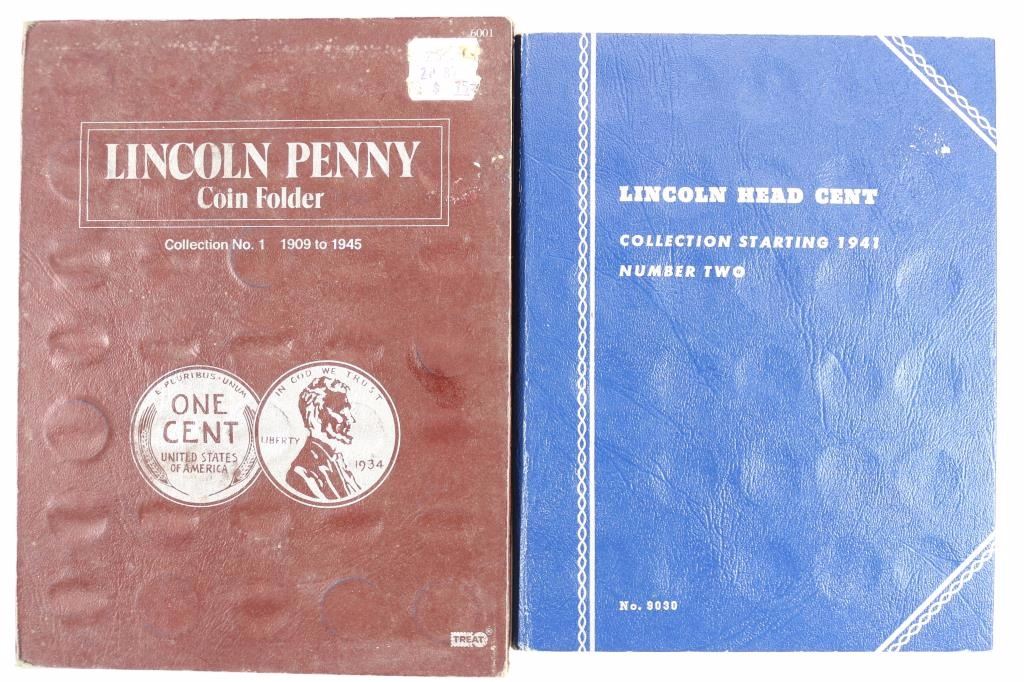 6001
LINCOLN PENNY
Coin Folder
Collection No. 1 1909 to 1945
E PLURIBUS·UNUM
ONE
CENT
UNITED STATES
OF AMERICA
IN GOD WE TRUST
LIBERTY
1934
TREAT®
LINCOLN HEAD CENT
COLLECTION STARTING 1941
NUMBER TWO
No. 9030